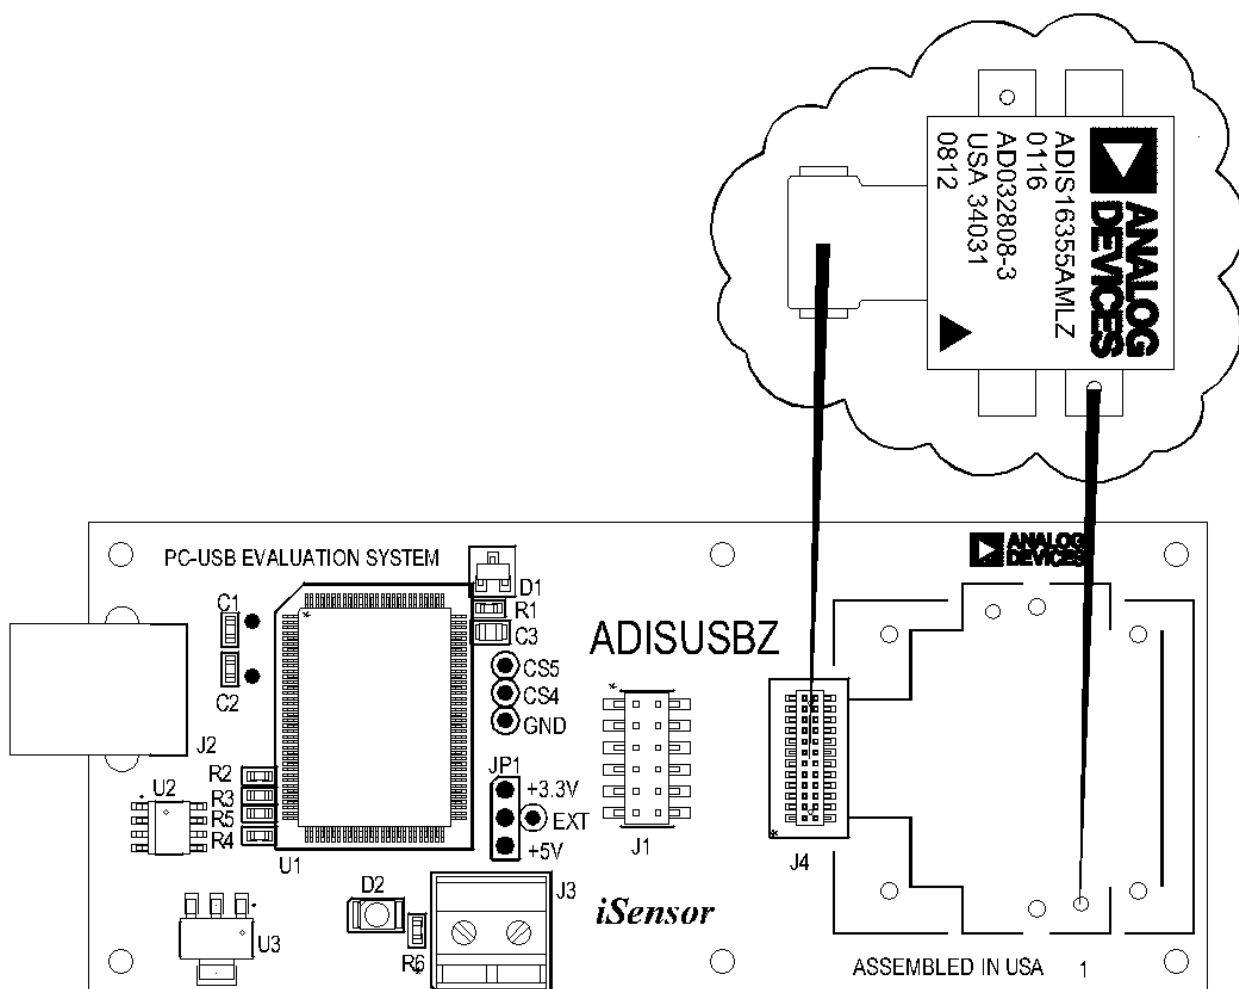 ANALOG
DEVICES
ADIS16355AMLZ
0116
AD032808-3
USA 34031
0812
PC-USB EVALUATION SYSTEM
ANALOG
DEVICES
D1
C1
R1
C3
ADISUSBZ
CS5
C2
CS4
GND
J2
JP1
R2
U2
+3.3V
R3
R5
EXT
R4
+5V
J1
J4
U1
D2
J3
iSensor
U3
R6
ASSEMBLED IN USA 1